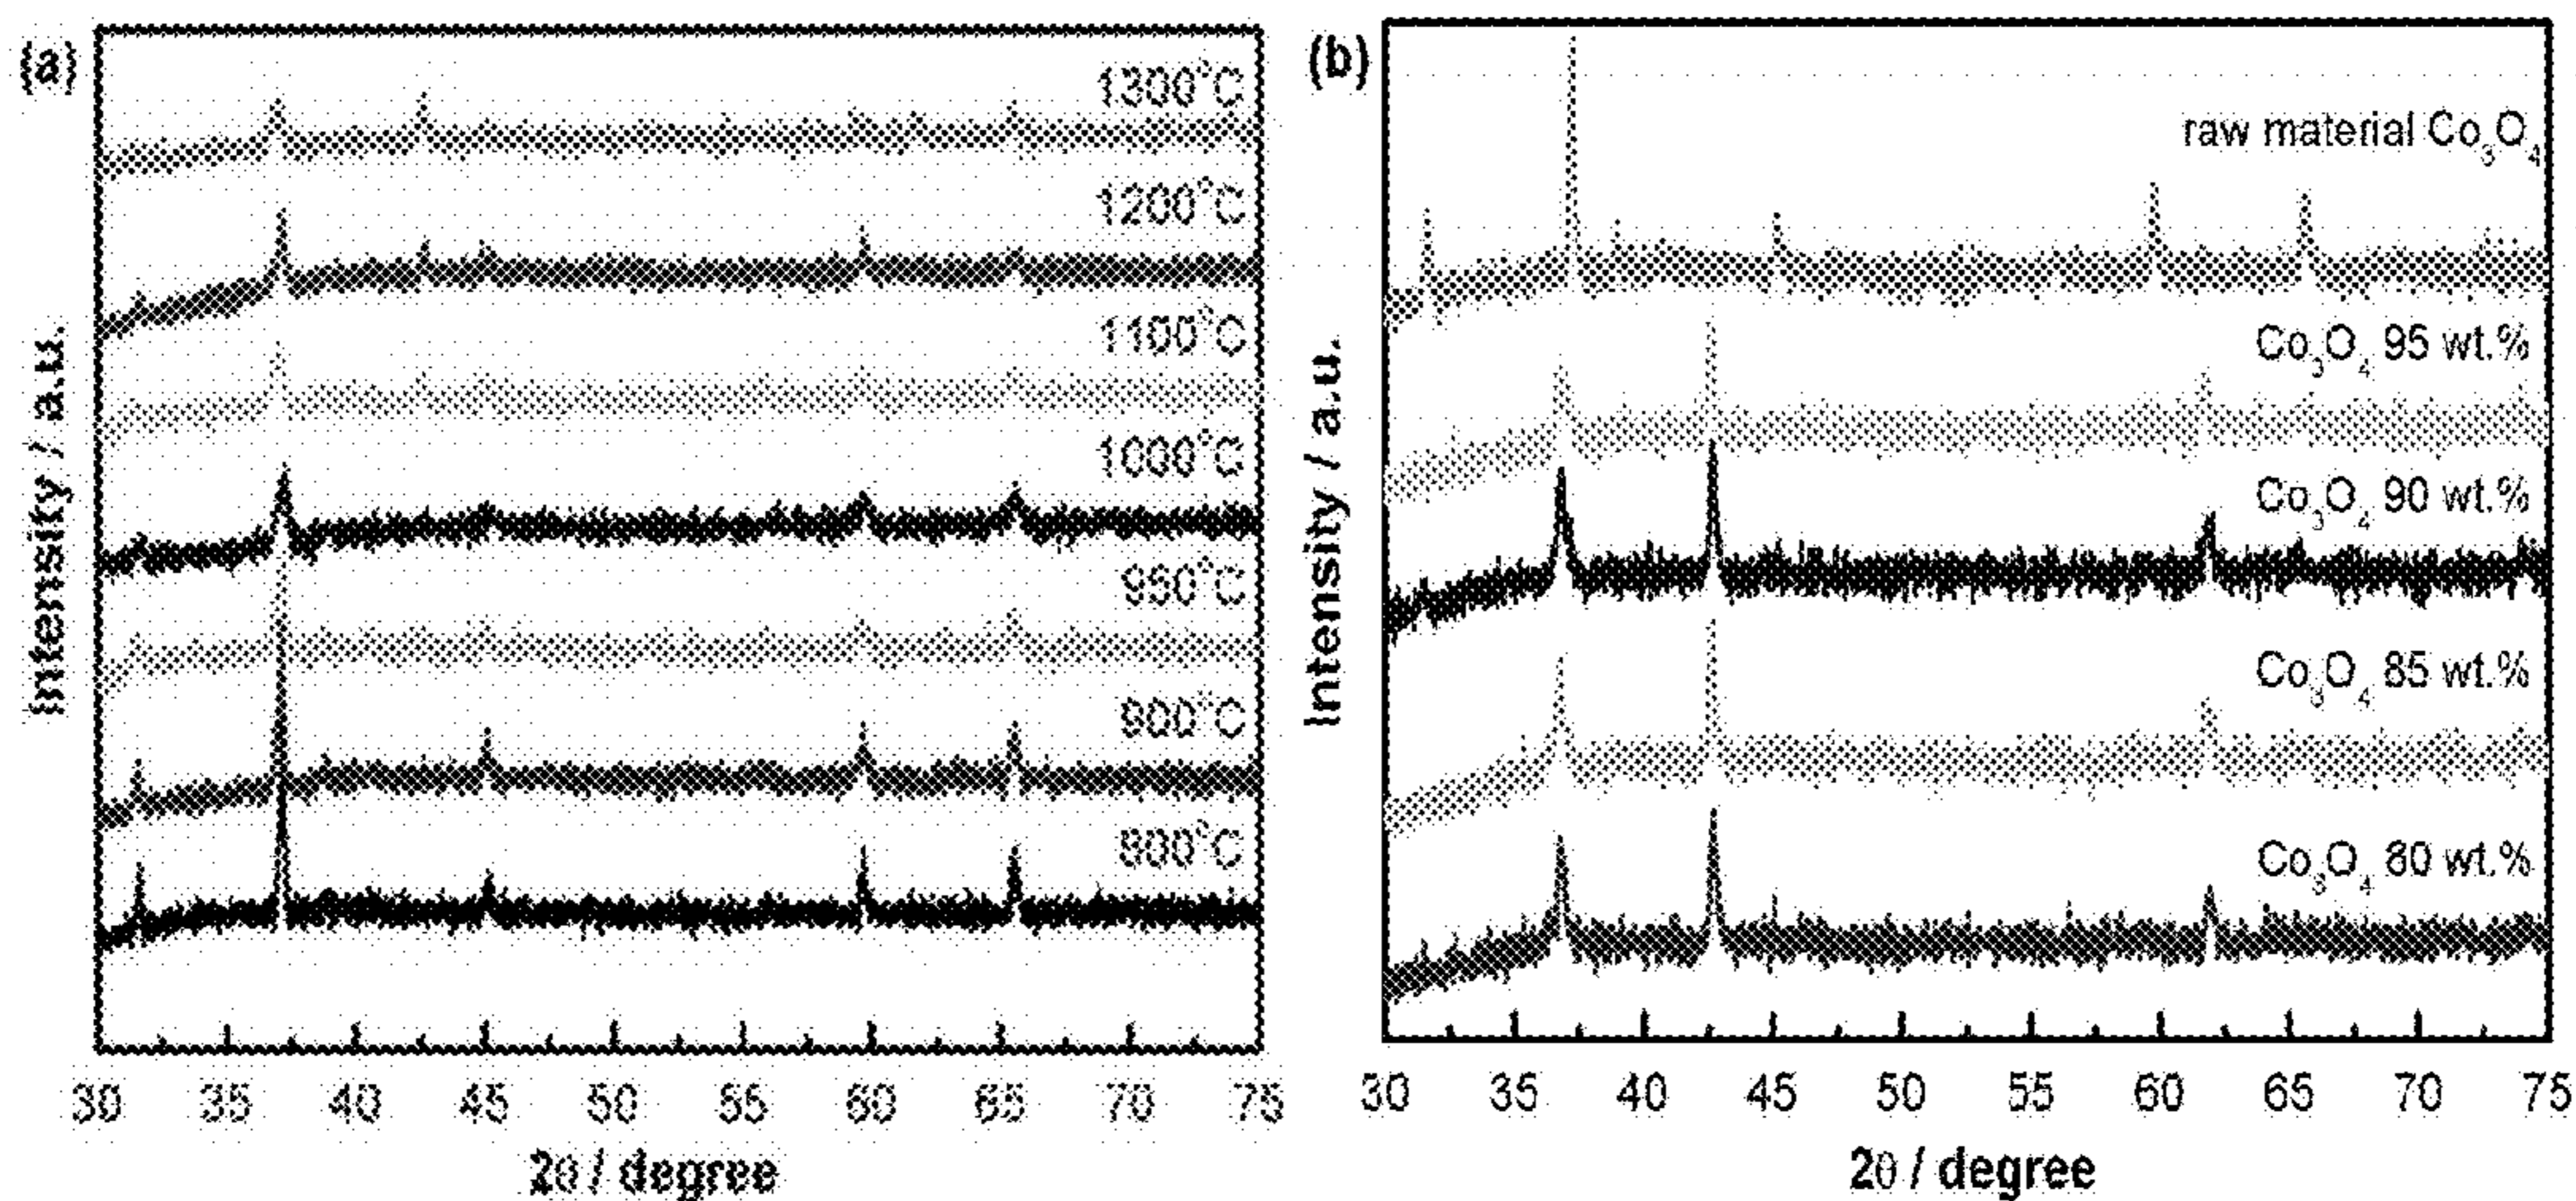 (a)
1300°C
1200°C
1100°C
1000°C
950°C
900°C
800°C
Intensity / a.u.
30 35 40 45 50 55 60 65 70 75
2θ / degree
(b)
raw material Co₃O₄
Co₃O₄ 95 wt.%
Co₃O₄ 90 wt.%
Co₃O₄ 85 wt.%
Co₃O₄ 80 wt.%
Intensity / a.u.
30 35 40 45 50 55 60 65 70 75
2θ / degree